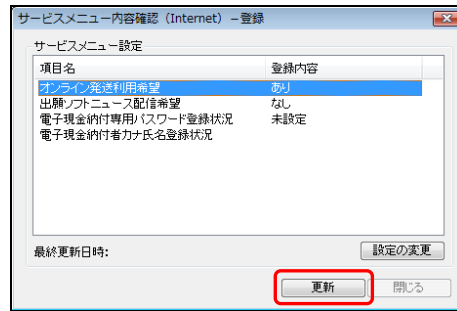 サービスメニュー内容確認（Internet）－登録
サービスメニュー設定
項目名 登録内容
オンライン発送利用希望 あり
出願ソフトニュース配信希望 なし
電子現金納付専用パスワード登録状況 未設定
電子現金納付者カナ氏名登録状況
最終更新日時:
設定の変更
更新 閉じる